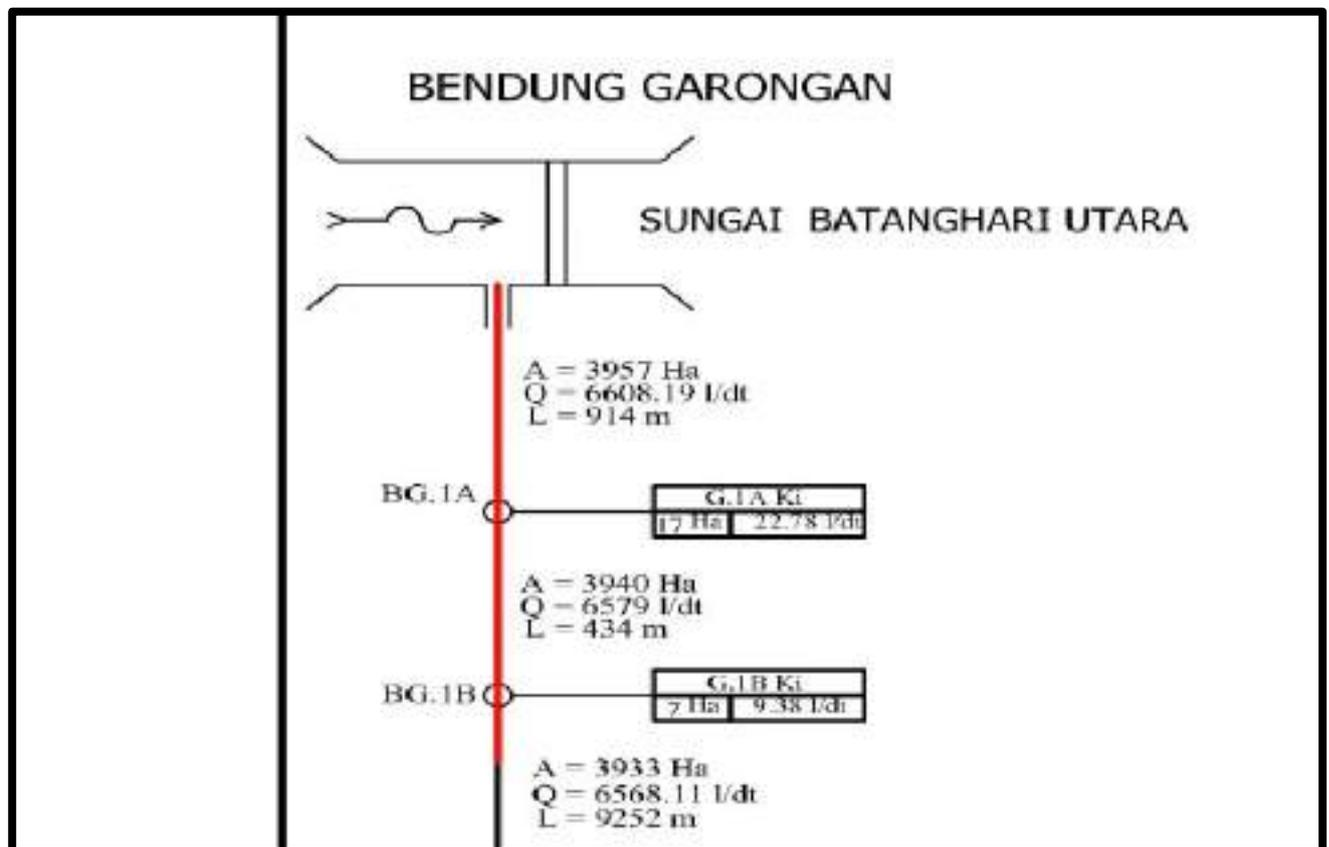 BENDUNG GARONGAN
SUNGAI BATANGHARI UTARA
A = 3957 Ha
Q = 6608.19 l/dt
L = 914 m
BG.1A
G.1A Ki
17 Ha 22.78 l/dt
A = 3940 Ha
Q = 6579 l/dt
L = 434 m
BG.1B
G.1B Ki
7 Ha 9.38 l/dt
A = 3933 Ha
Q = 6568.11 l/dt
L = 9252 m